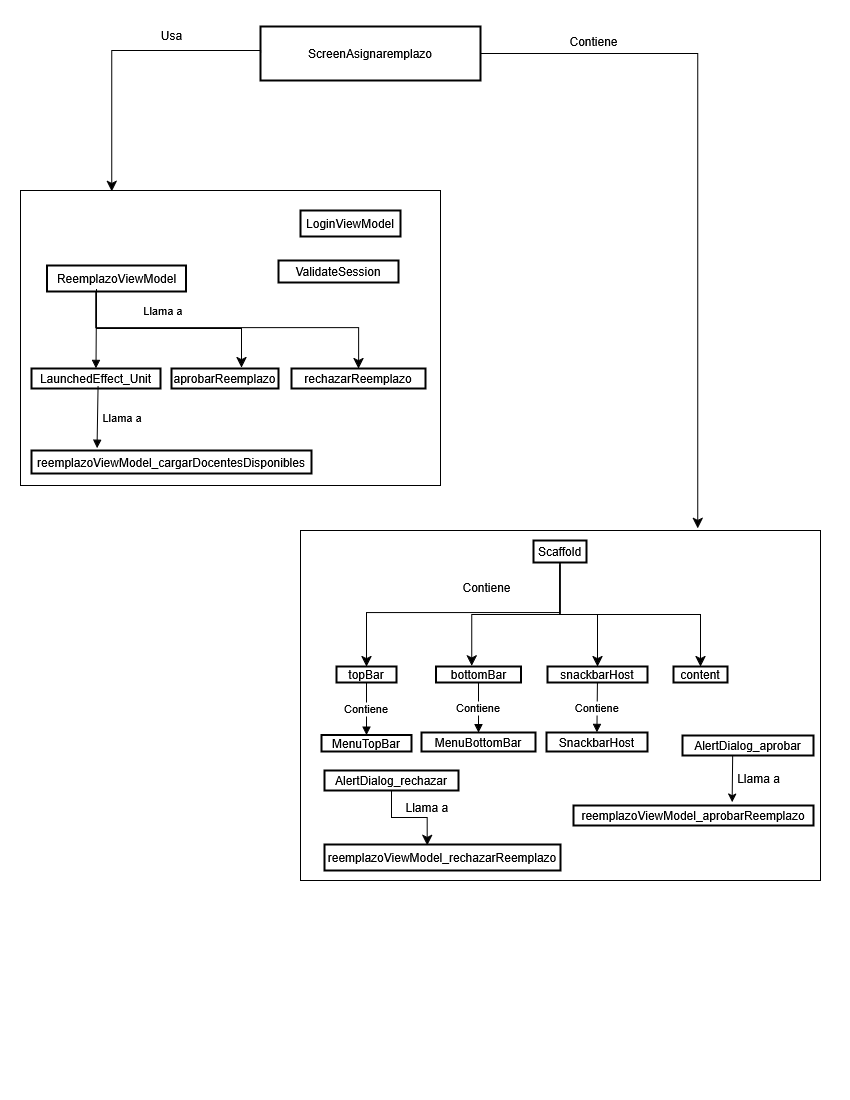 Usa
ScreenAsignaremplazo
Contiene
LoginViewModel
ValidateSession
ReemplazoViewModel
Llama a
LaunchedEffect_Unit
aprobarReemplazo
rechazarReemplazo
Llama a
reemplazoViewModel_cargarDocentesDisponibles
Scaffold
Contiene
topBar
bottomBar
snackbarHost
content
Contiene
Contiene
Contiene
MenuTopBar
MenuBottomBar
SnackbarHost
AlertDialog_aprobar
AlertDialog_rechazar
Llama a
Llama a
reemplazoViewModel_aprobarReemplazo
reemplazoViewModel_rechazarReemplazo